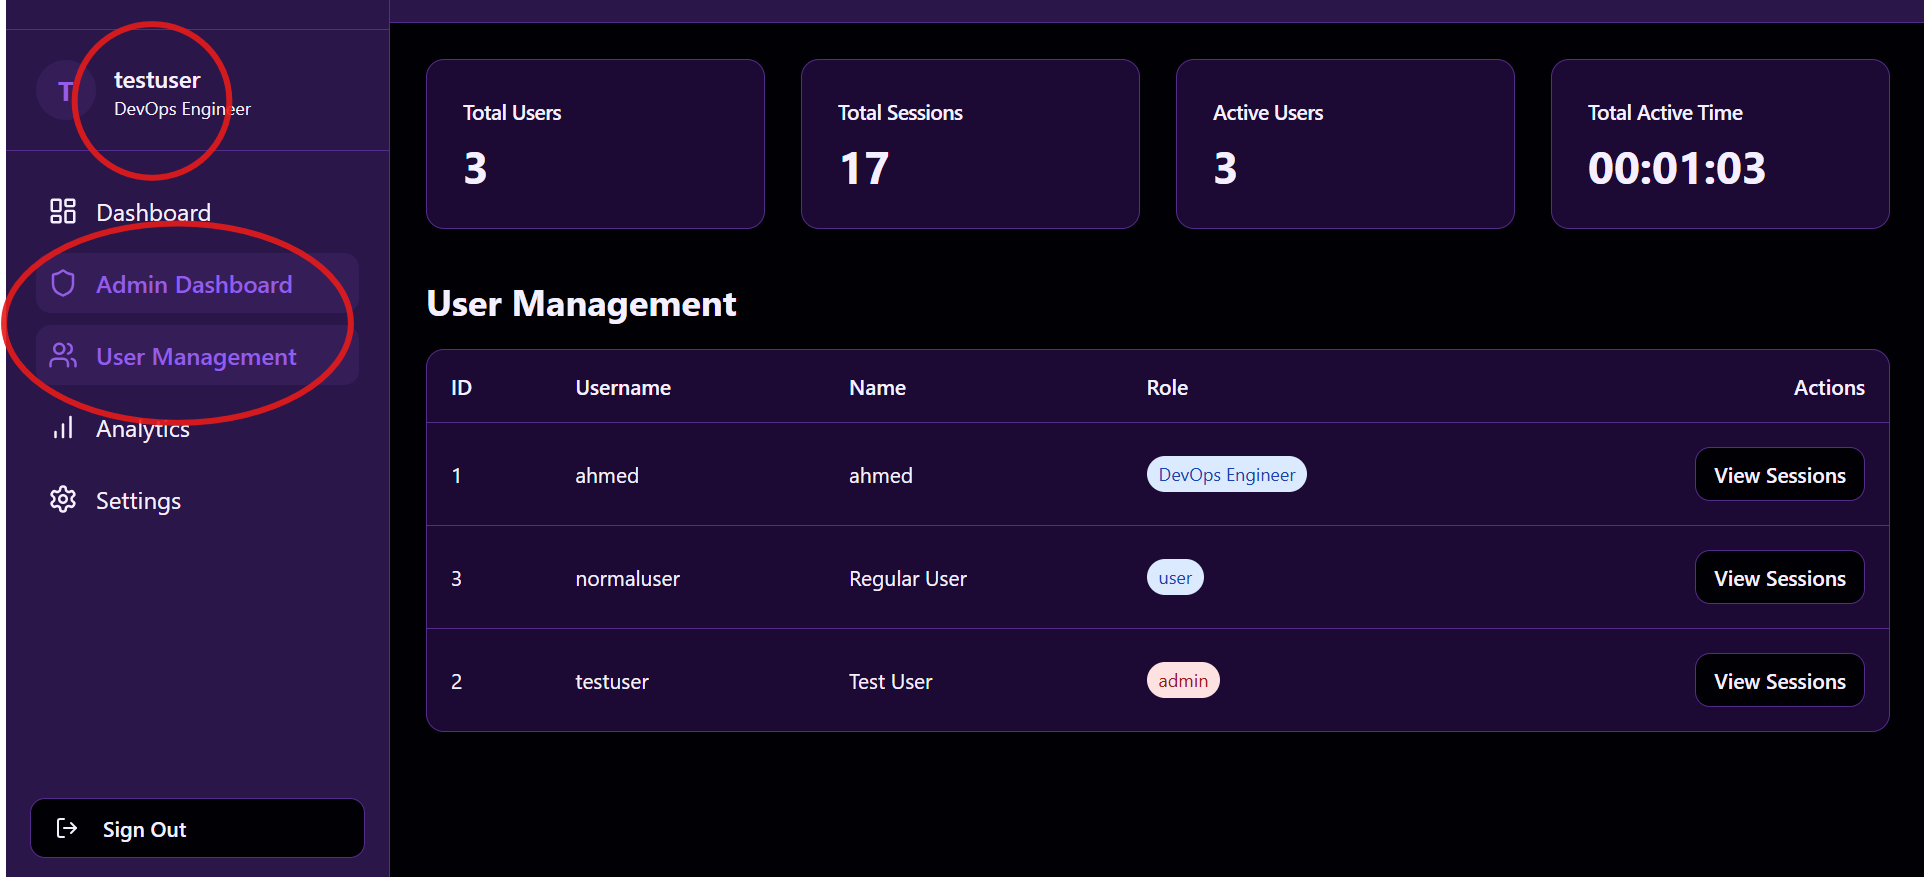 T
testuser
DevOps Engineer
Dashboard
Admin Dashboard
User Management
Analytics
Settings
Sign Out
Total Users
3
Total Sessions
17
Active Users
3
Total Active Time
00:01:03
User Management
ID Username Name Role Actions
1 ahmed ahmed DevOps Engineer View Sessions
3 normaluser Regular User user View Sessions
2 testuser Test User admin View Sessions